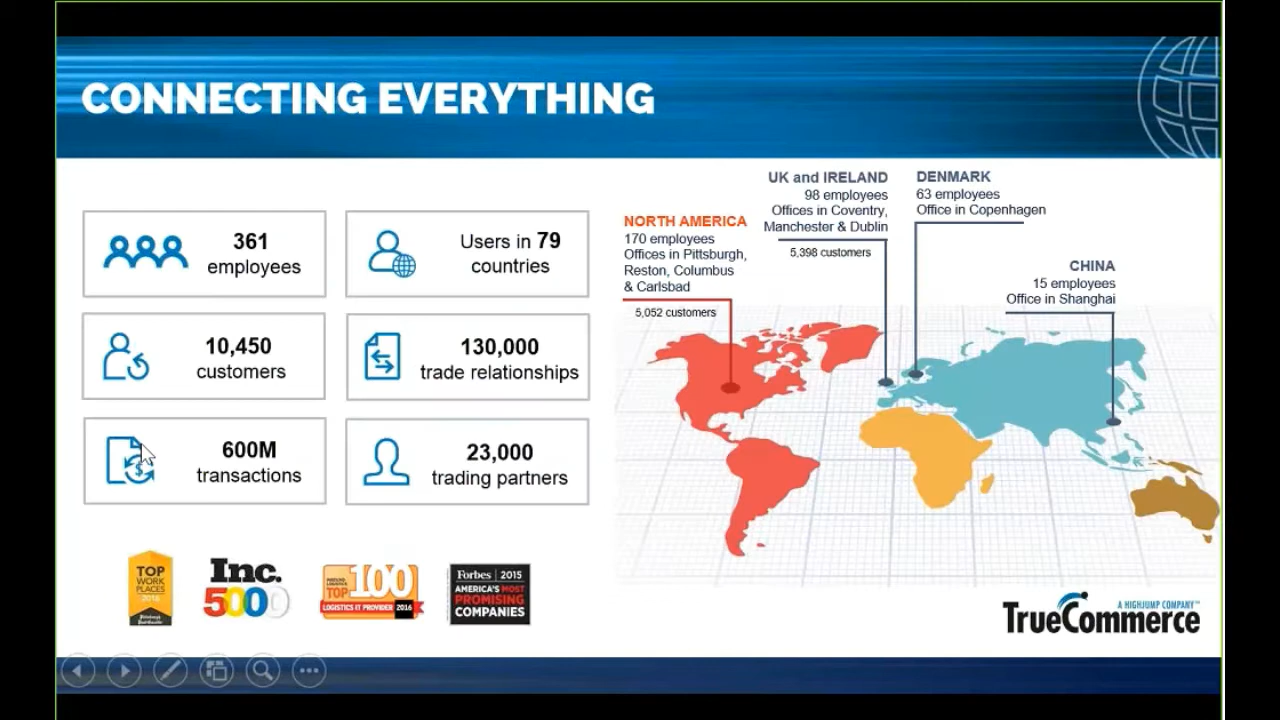 CONNECTING EVERYTHING
361
employees
Users in 79
countries
10,450
customers
130,000
trade relationships
600M
transactions
23,000
trading partners
NORTH AMERICA
170 employees
Offices in Pittsburgh,
Reston, Columbus
& Carlsbad
5,052 customers
UK and IRELAND
98 employees
Offices in Coventry,
Manchester & Dublin
5,398 customers
DENMARK
63 employees
Office in Copenhagen
CHINA
15 employees
Office in Shanghai
TOP
WORK
PLACES
Inc.
5000
TOP 100
LOGISTICS IT PROVIDER 2016
Forbes 2015
AMERICA'S MOST
PROMISING
COMPANIES
A HIGHJUMP COMPANY™
TrueCommerce